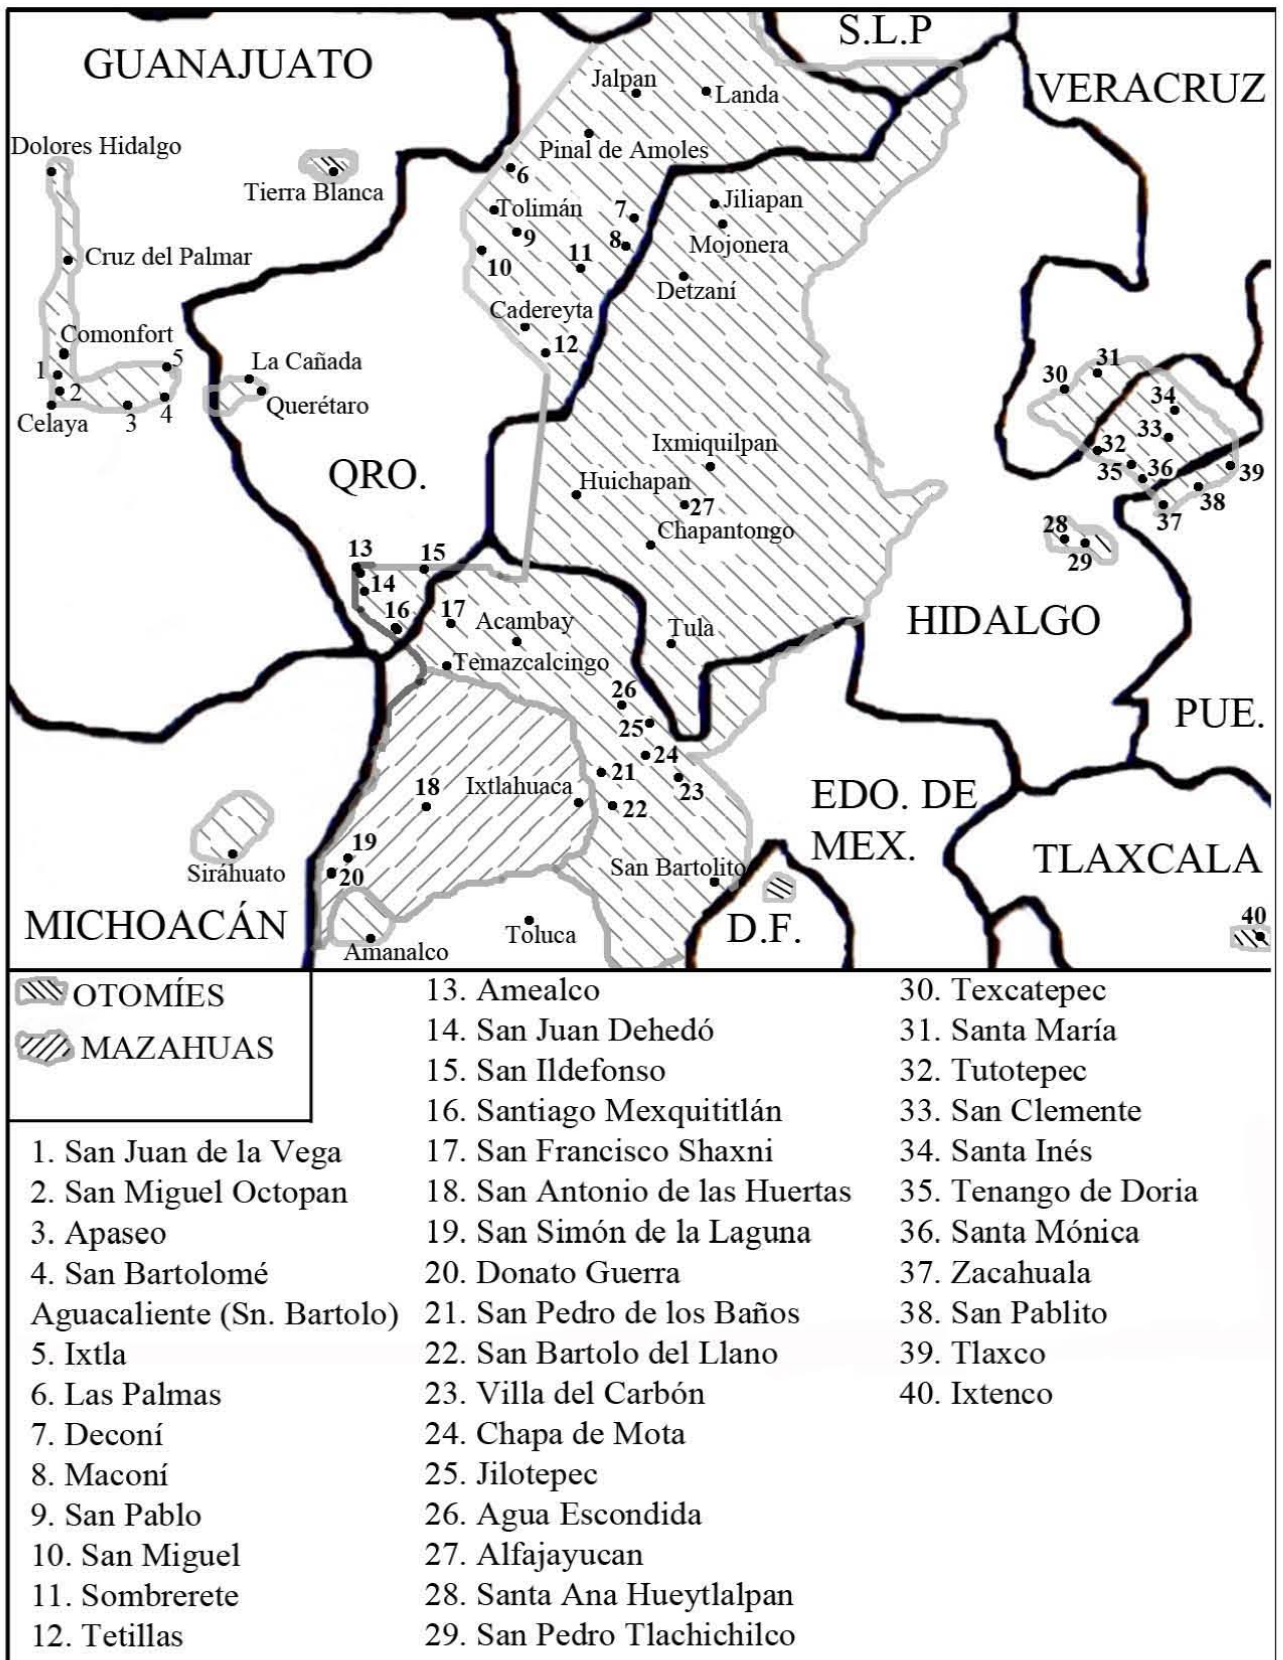 S.L.P
GUANAJUATO
VERACRUZ
Jalpan
Landa
Dolores Hidalgo
Pinal de Amoles
Tierra Blanca
6
Tolimán
7
Jiliapan
9
8
Mojonera
Cruz del Palmar
10
11
Detzaní
Cadereyta
Comonfort
12
La Cañada
5
31
1
30
2
Querétaro
34
Celaya
3
4
33
Ixmiquilpan
32
QRO.
Huichapan
35
36
39
27
38
37
Chapantongo
28
13
15
29
14
16
17
Acambay
Tula
HIDALGO
Temazcalcingo
26
PUE.
25
24
18
Ixtlahuaca
21
23
EDO. DE
22
MEX.
19
San Bartolito
TLAXCALA
Siráhuato
20
MICHOACÁN
Toluca
D.F.
40
Amanalco
OTOMÍES
MAZAHUAS
1. San Juan de la Vega
2. San Miguel Octopan
3. Apaseo
4. San Bartolomé
Aguacaliente (Sn. Bartolo)
5. Ixtla
6. Las Palmas
7. Deconí
8. Maconí
9. San Pablo
10. San Miguel
11. Sombrerete
12. Tetillas
13. Amealco
14. San Juan Dehedó
15. San Ildefonso
16. Santiago Mexquititlán
17. San Francisco Shaxni
18. San Antonio de las Huertas
19. San Simón de la Laguna
20. Donato Guerra
21. San Pedro de los Baños
22. San Bartolo del Llano
23. Villa del Carbón
24. Chapa de Mota
25. Jilotepec
26. Agua Escondida
27. Alfajayucan
28. Santa Ana Hueytlalpan
29. San Pedro Tlachichilco
30. Texcatepec
31. Santa María
32. Tutotepec
33. San Clemente
34. Santa Inés
35. Tenango de Doria
36. Santa Mónica
37. Zacahuala
38. San Pablito
39. Tlaxco
40. Ixtenco